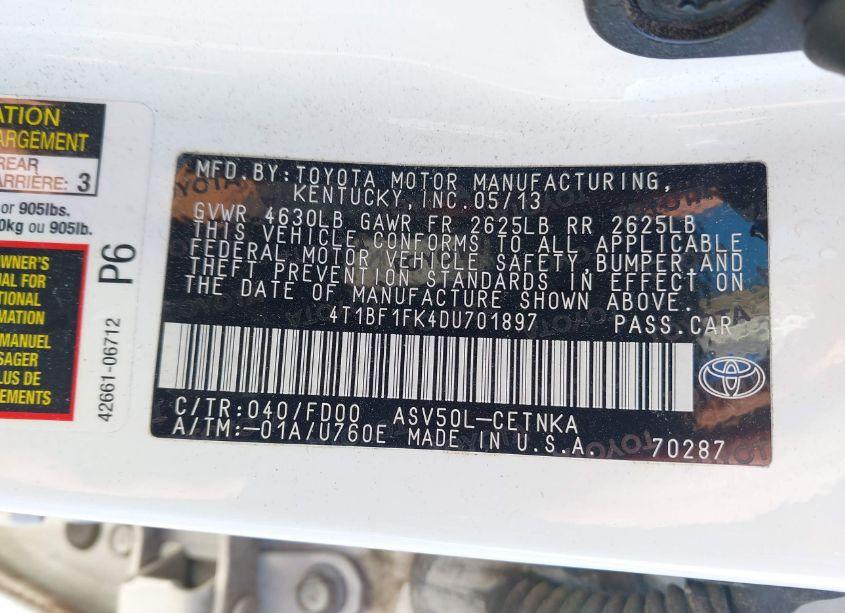 ATION
ARGEMENT
REAR
ARRIÈRE: 3
or 905lbs.
0kg ou 905lb.
OWNER'S
AL FOR
TIONAL
MATION
MANUEL
SAGER
LUS DE
EMENTS
P6
42661-06712
MFD.BY:TOYOTA MOTOR MANUFACTURING,
KENTUCKY, INC.05/13
GVWR 4630LB GAWR FR 2625LB RR 2625LB
THIS VEHICLE CONFORMS TO ALL APPLICABLE
FEDERAL MOTOR VEHICLE SAFETY,BUMPER,AND
THEFT PREVENTION STANDARDS IN EFFECT ON
THE DATE OF MANUFACTURE SHOWN ABOVE.
4T1BF1FK4DU701897 PASS.CAR
C/TR:040/FD00 ASV50L-CETNKA
A/TM:-01A/U760E MADE IN U.S.A. 70287